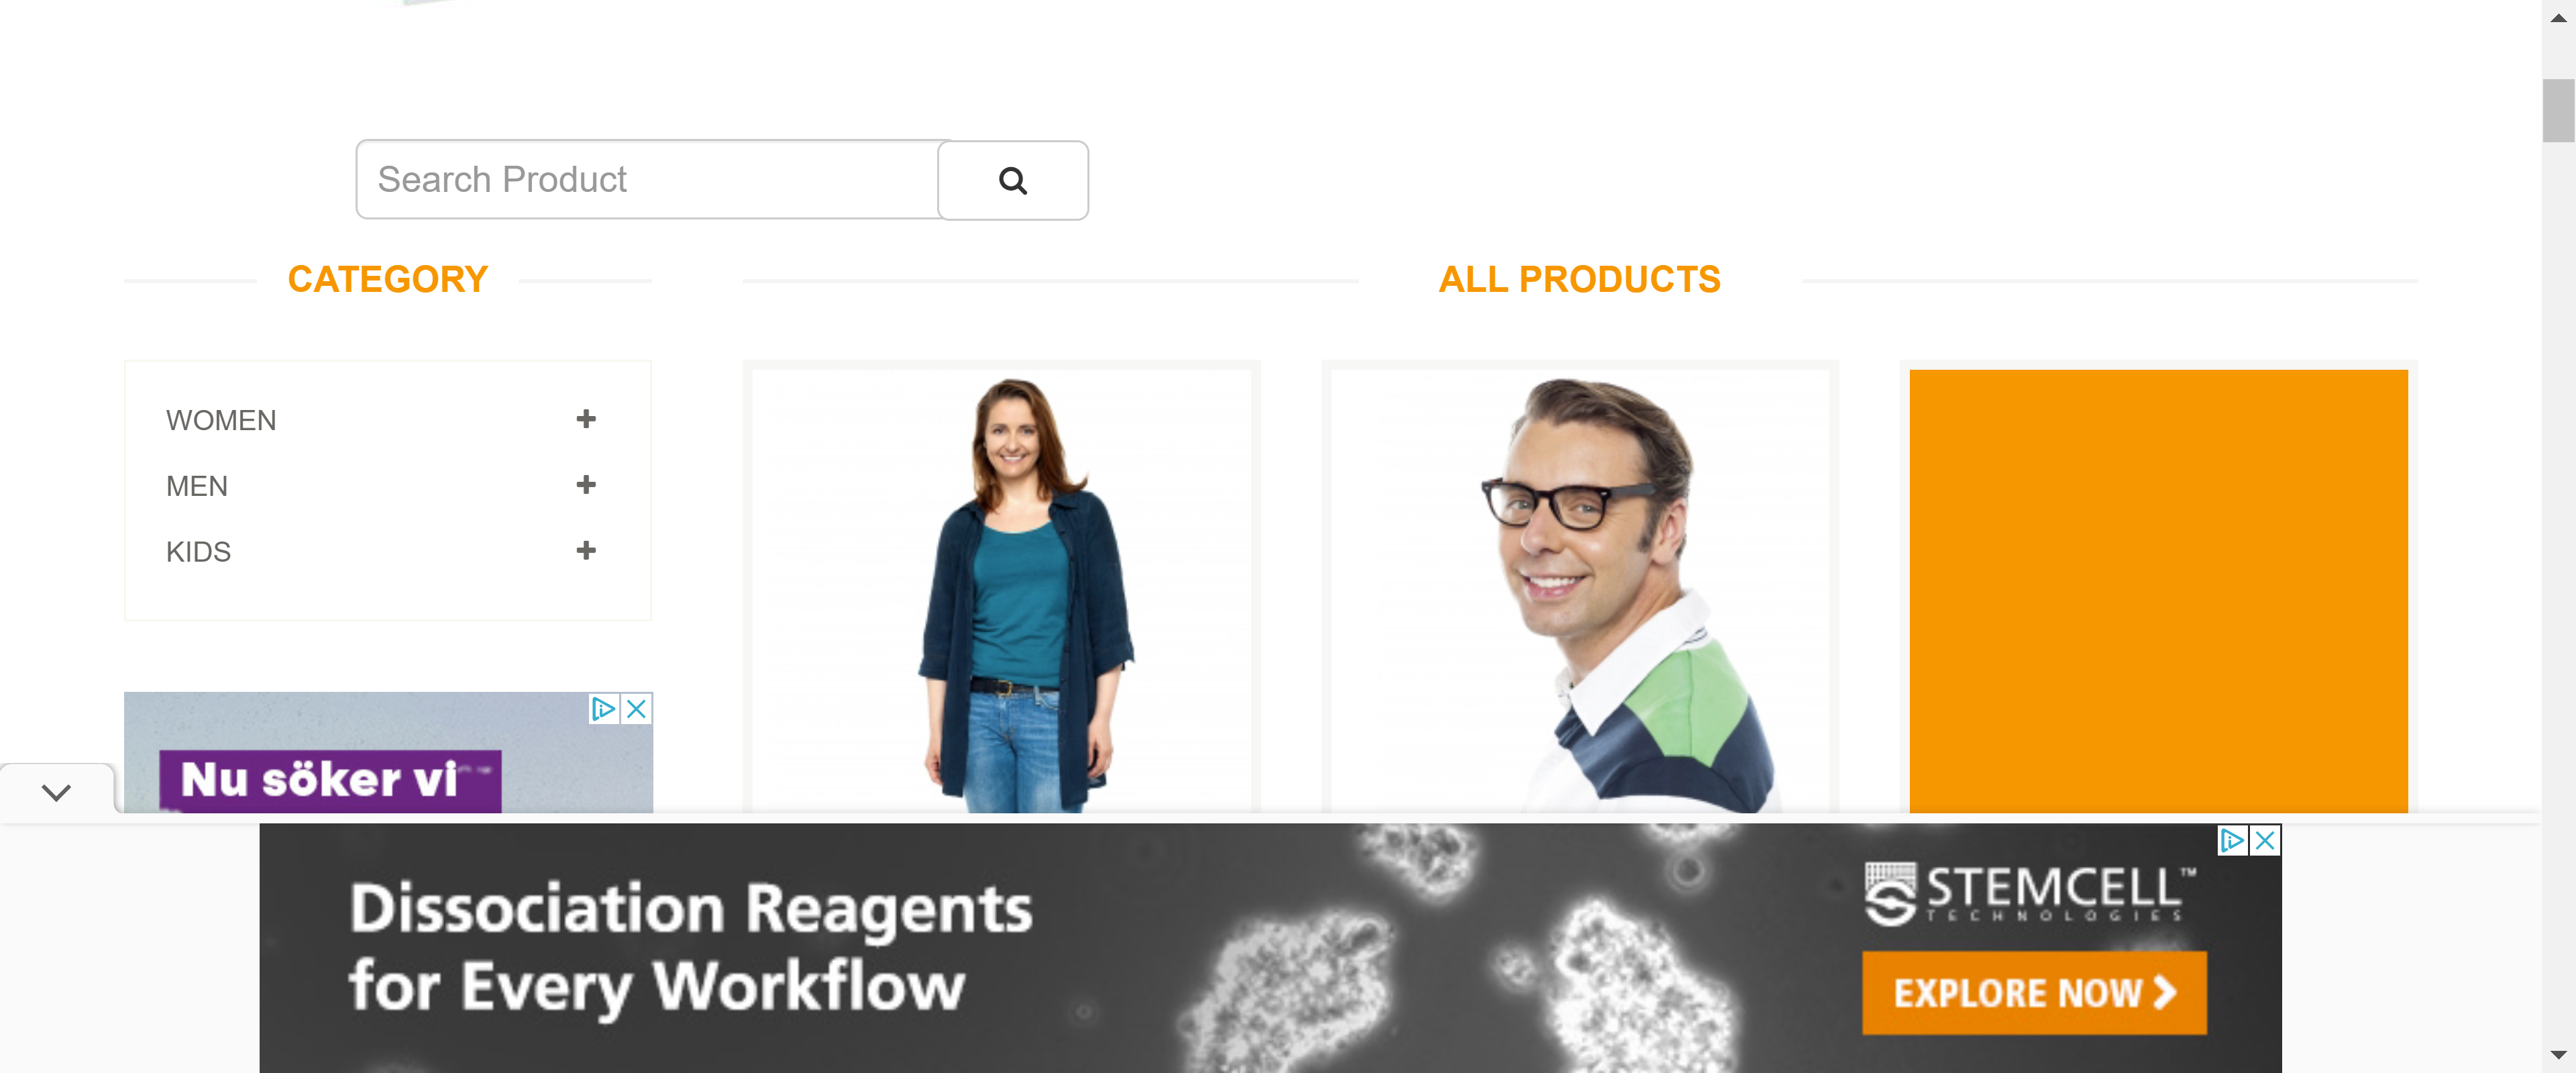 Search Product
CATEGORY
ALL PRODUCTS
WOMEN
MEN
KIDS
Nu söker vi
Dissociation Reagents
for Every Workflow
STEMCELL™
TECHNOLOGIES
EXPLORE NOW